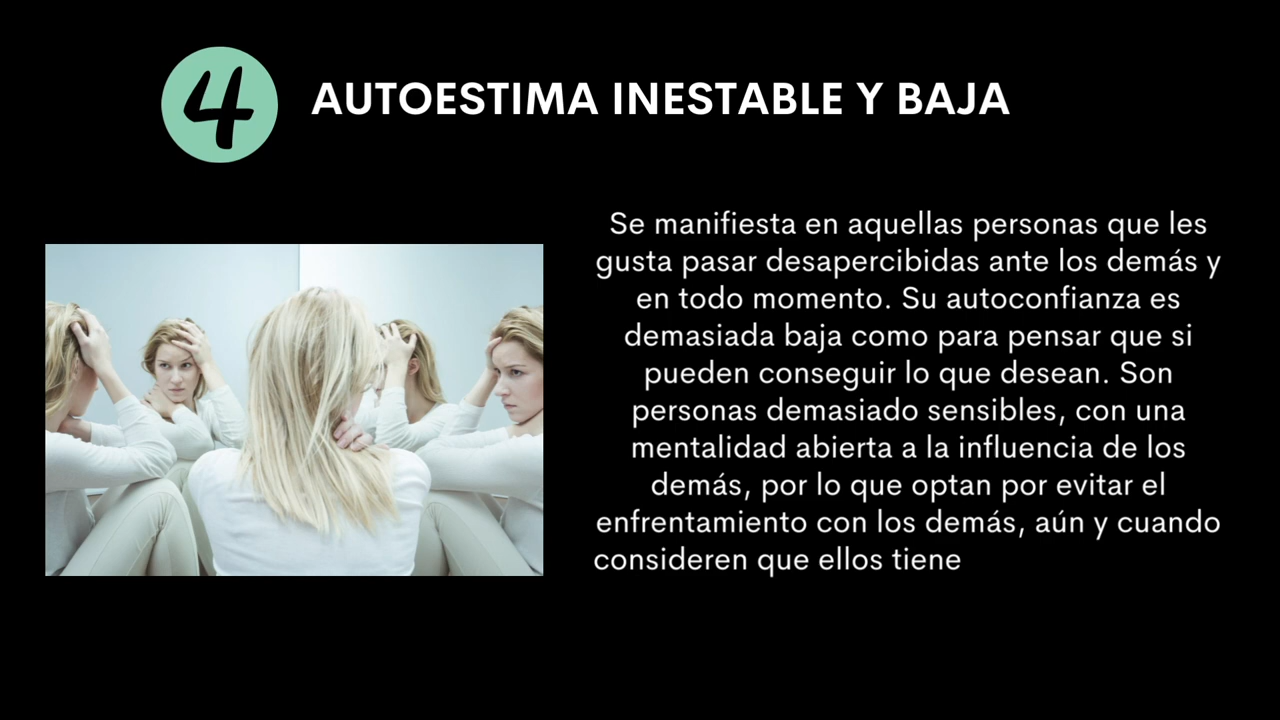 4
AUTOESTIMA INESTABLE Y BAJA
Se manifiesta en aquellas personas que les
gusta pasar desapercibidas ante los demás y
en todo momento. Su autoconfianza es
demasiada baja como para pensar que si
pueden conseguir lo que desean. Son
personas demasiado sensibles, con una
mentalidad abierta a la influencia de los
demás, por lo que optan por evitar el
enfrentamiento con los demás, aún y cuando
consideren que ellos tiene